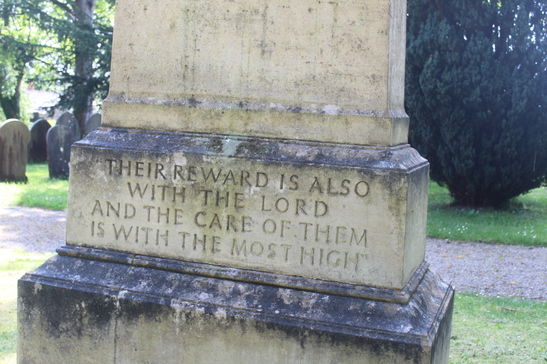 THEIR REWARD IS ALSO
WITH THE LORD
AND THE CARE OF THEM
IS WITH THE MOST HIGH